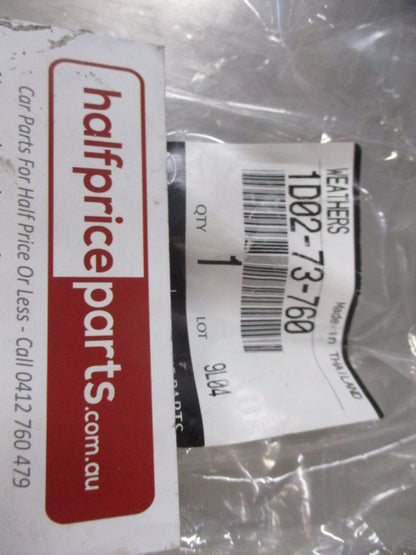 halfpriceparts.com.au
Car Parts For Half Price Or Less - Call 0412 760 479
WEATHERS
1D02-73-760
Made in THAILAND
QTY 1 LOT 9L04
PARTS